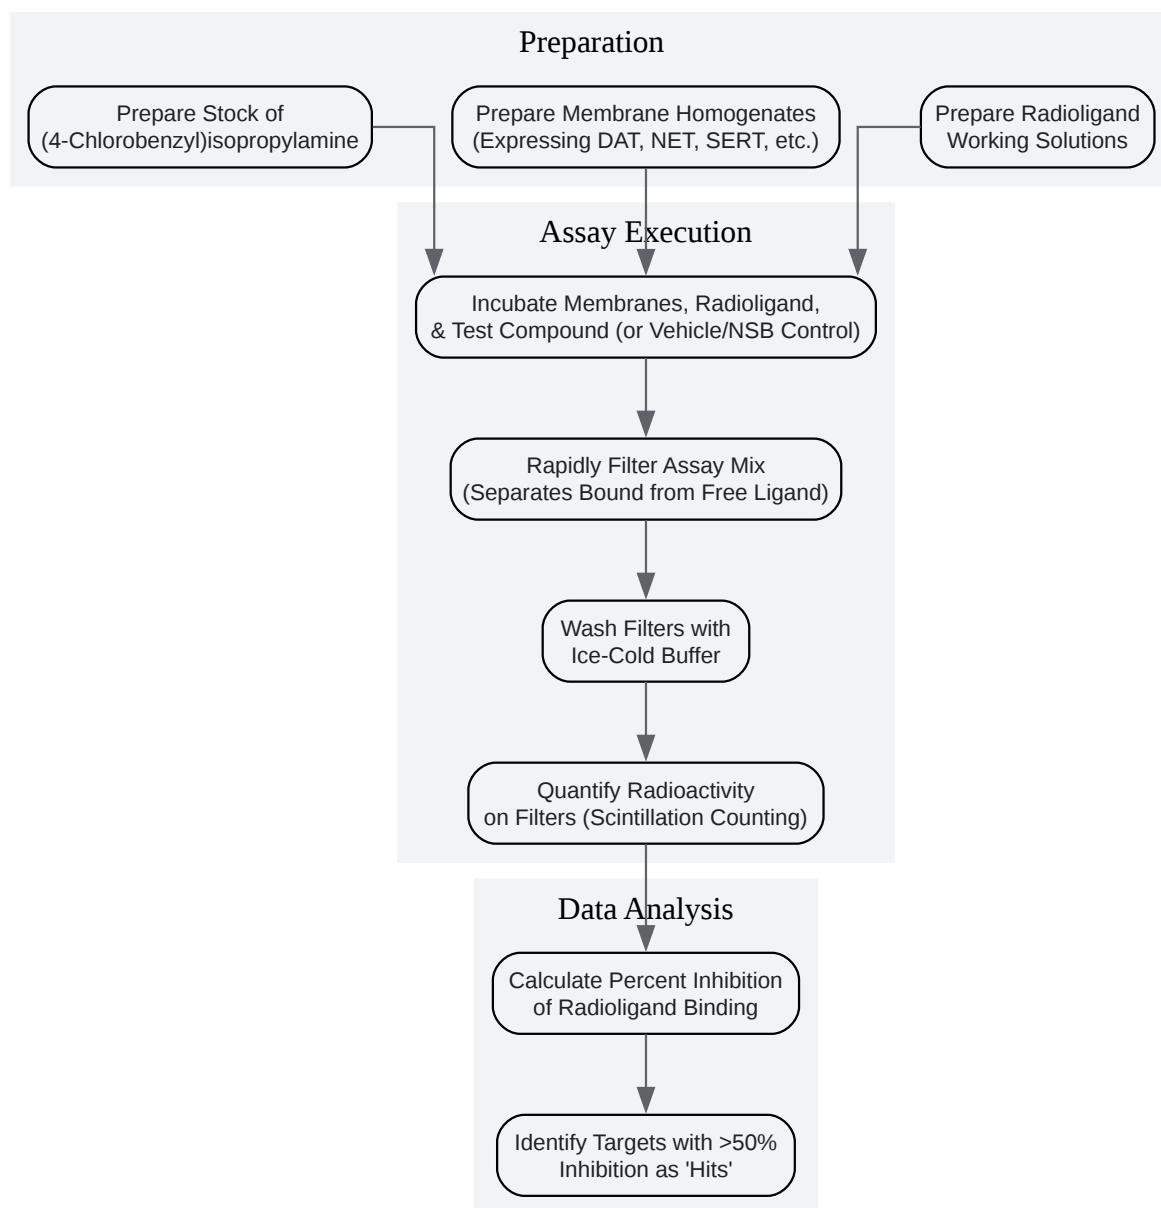 Preparation
Prepare Stock of
(4-Chlorobenzyl)isopropylamine
Prepare Membrane Homogenates
(Expressing DAT, NET, SERT, etc.)
Prepare Radioligand
Working Solutions
Assay Execution
Incubate Membranes, Radioligand,
& Test Compound (or Vehicle/NSB Control)
Rapidly Filter Assay Mix
(Separates Bound from Free Ligand)
Wash Filters with
Ice-Cold Buffer
Quantify Radioactivity
on Filters (Scintillation Counting)
Data Analysis
Calculate Percent Inhibition
of Radioligand Binding
Identify Targets with >50%
Inhibition as 'Hits'